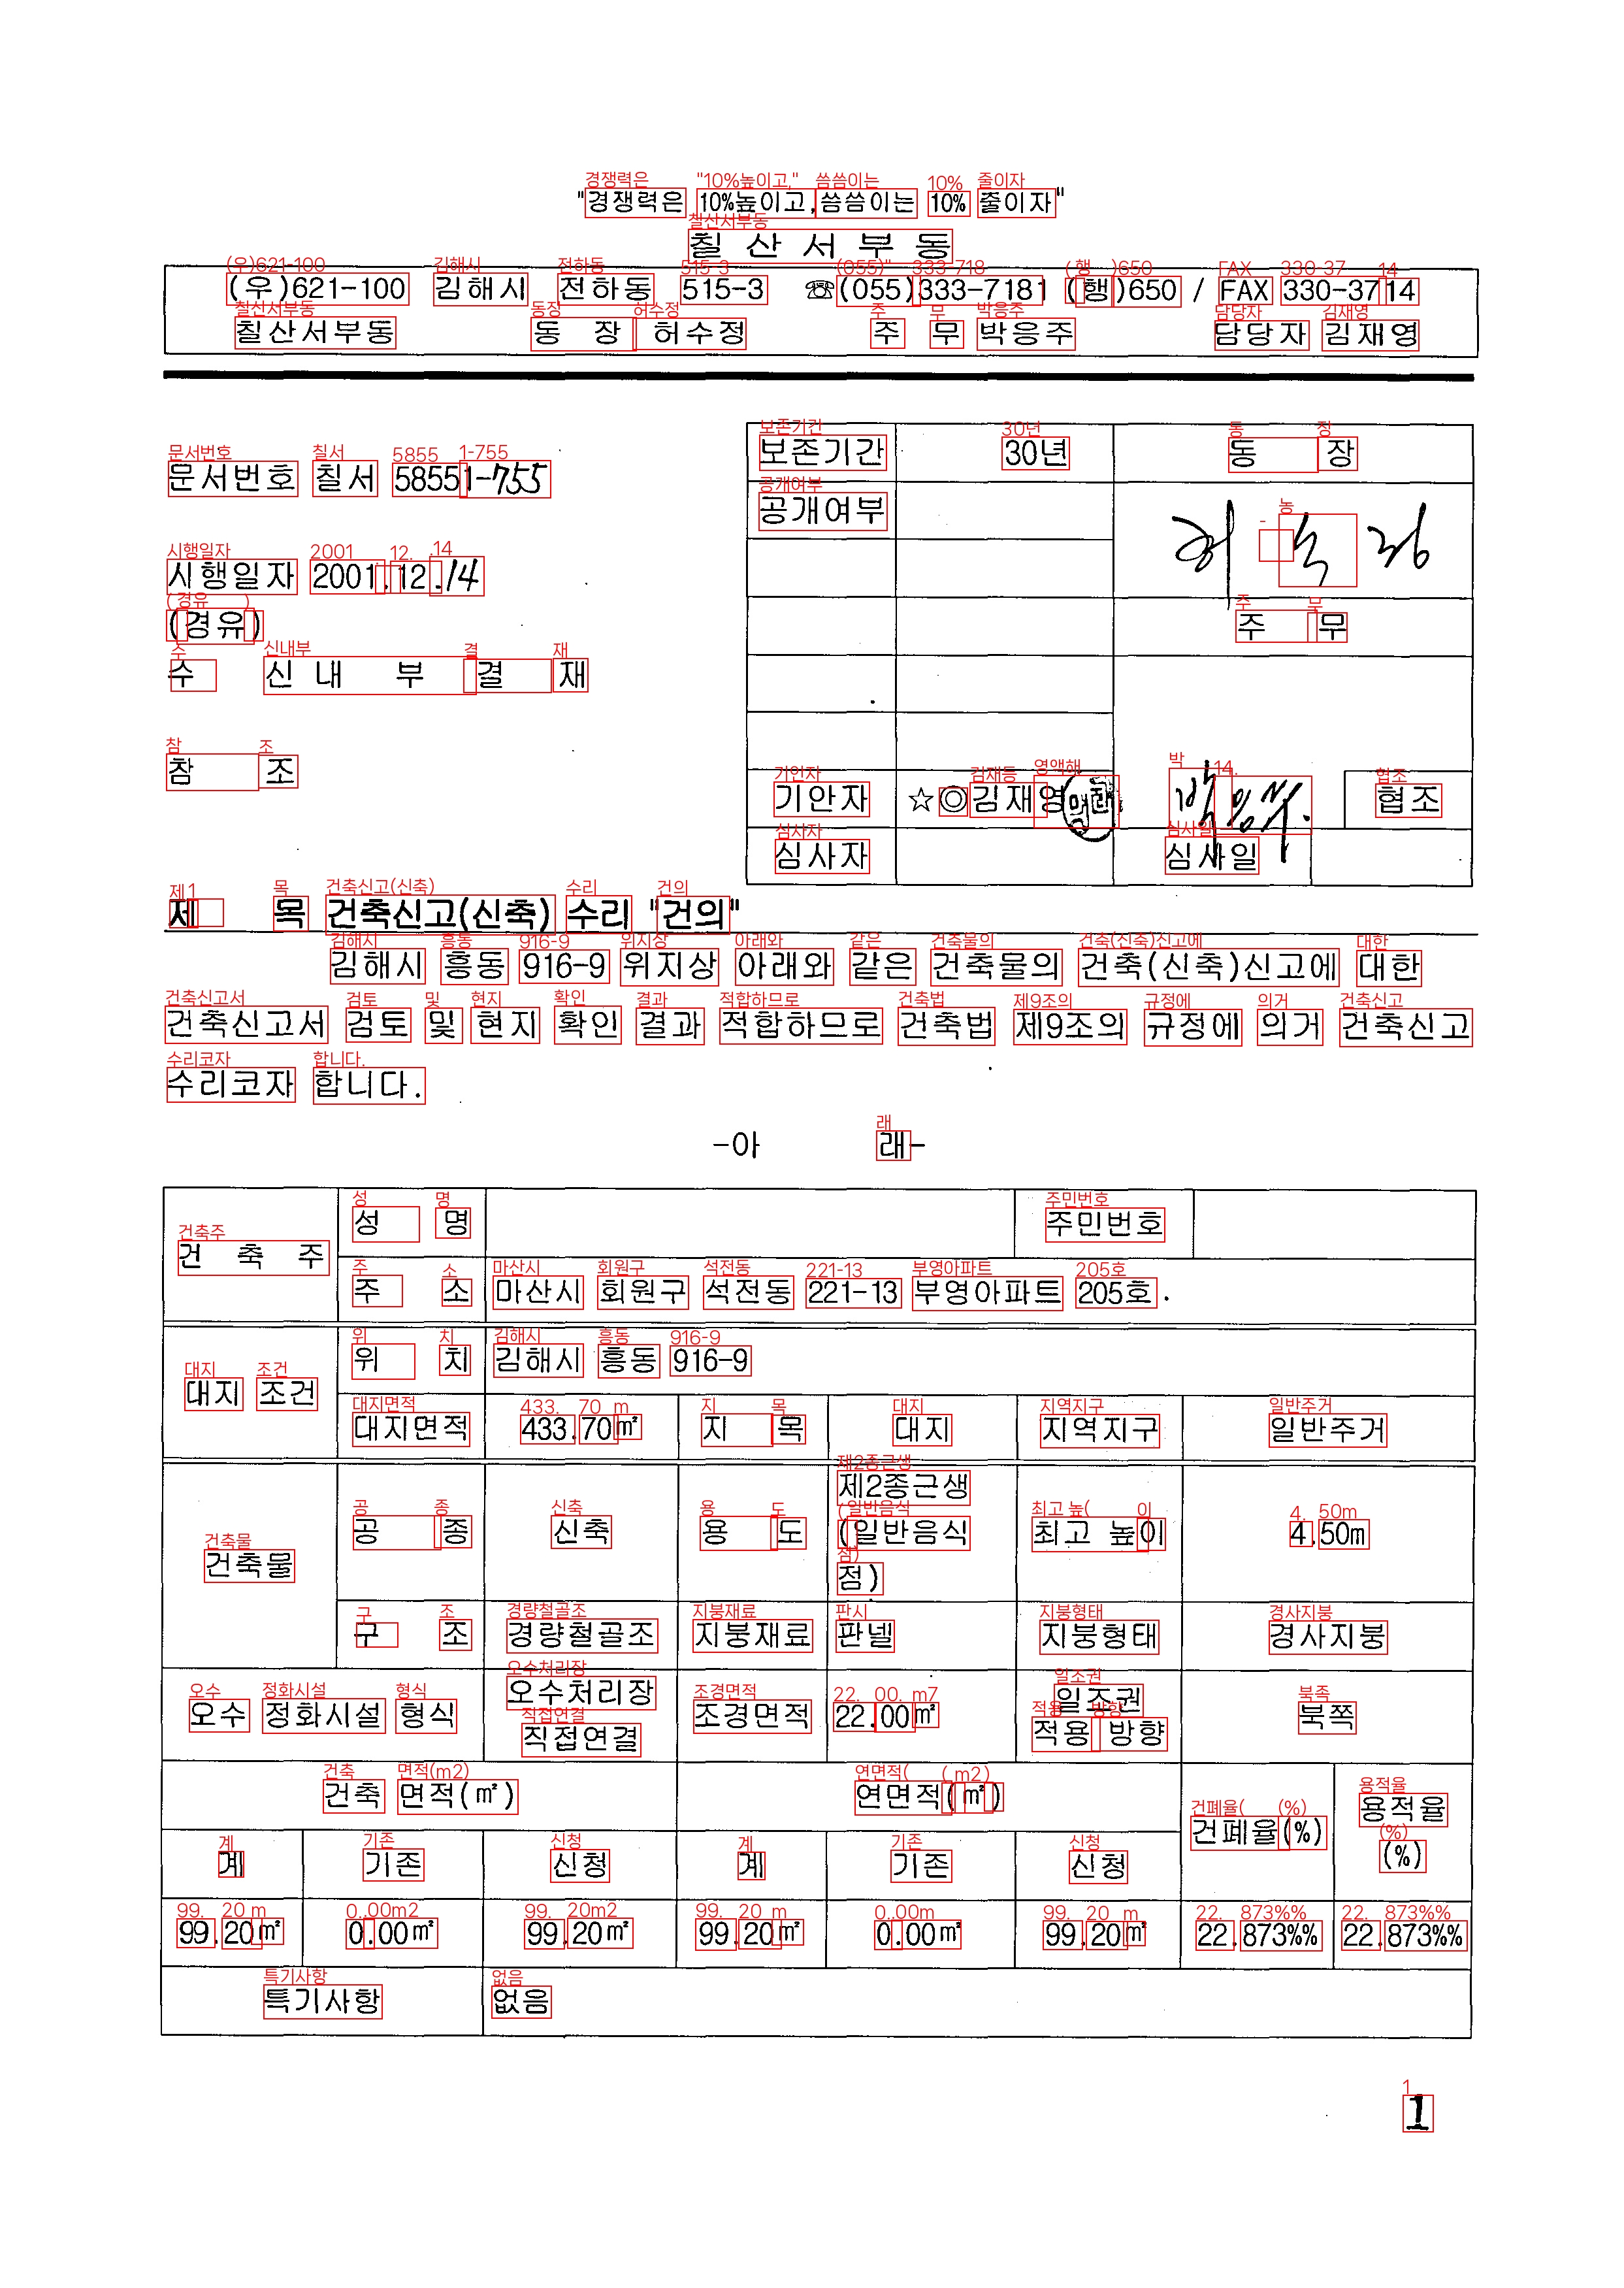 "경쟁력은 10%높이고, 씀씀이는 10% 줄이자"
칠 산 서 부 동
(우)621-100 김해시 전하동 515-3 ☏(055)333-7181 (행)650 / FAX 330-3714
칠산서부동 동 장 허수정 주 무 박응주 담당자 김재영
문서번호 칠서 58551-755
시행일자 2001.12.14
(경유)
수 신 내 부 결 재
참 조
보존기간 30년 동 장
공개여부
허수정
주 무
기안자 ☆◎김재영 협조
심사자 심사일
제 목 건축신고(신축) 수리 "건의"
김해시 흥동 916-9 위지상 아래와 같은 건축물의 건축(신축)신고에 대한
건축신고서 검토 및 현지 확인 결과 적합하므로 건축법 제9조의 규정에 의거 건축신고
수리코자 합니다.
-아 래-
건 축 주 성 명 주민번호
주 소 마산시 회원구 석전동 221-13 부영아파트 205호.
대지 조건 위 치 김해시 흥동 916-9
대지면적 433.70㎡ 지 목 대지 지역지구 일반주거
건축물 공 종 신축 용 도 제2종근생(일반음식점) 최고 높이 4.50m
구 조 경량철골조 지붕재료 판넬 지붕형태 경사지붕
오수 정화시설 형식 오수처리장 직접연결 조경면적 22.00㎡ 일조권 적용 방향 북쪽
건축 면적(㎡) 연면적(㎡) 건폐율(%) 용적율(%)
계 기존 신청 계 기존 신청
99.20㎡ 0.00㎡ 99.20㎡ 99.20㎡ 0.00㎡ 99.20㎡ 22.873%% 22.873%%
특기사항 없음
1